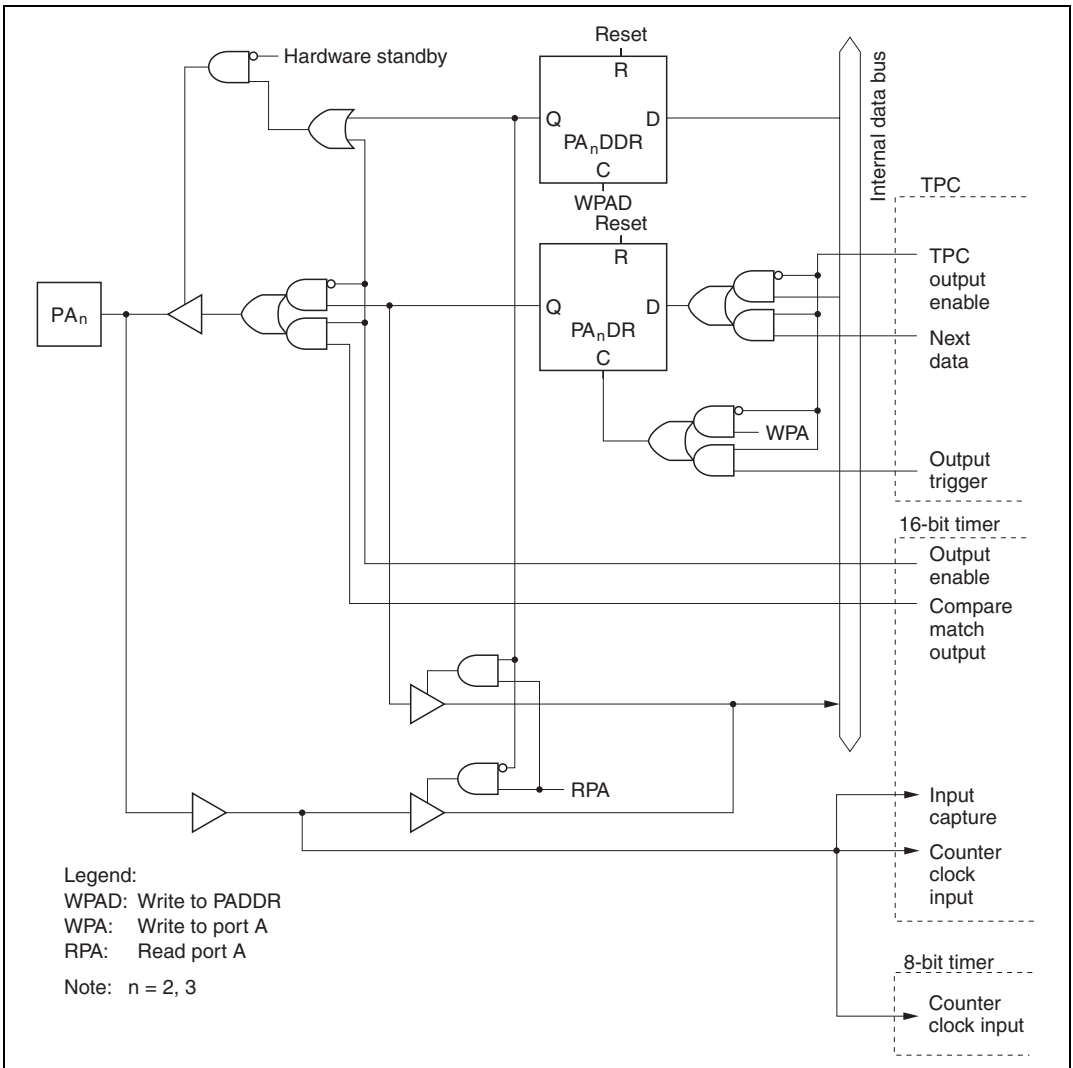 Reset
Hardware standby
R
Internal data bus
Q
D
PAnDDR
C
TPC
WPAD
Reset
R
TPC
output
enable
PAn
Q
D
PAnDR
Next
data
C
WPA
Output
trigger
16-bit timer
Output
enable
Compare
match
output
RPA
Input
capture
Counter
clock
input
Legend:
WPAD: Write to PADDR
WPA: Write to port A
RPA: Read port A
Note: n = 2, 3
8-bit timer
Counter
clock input